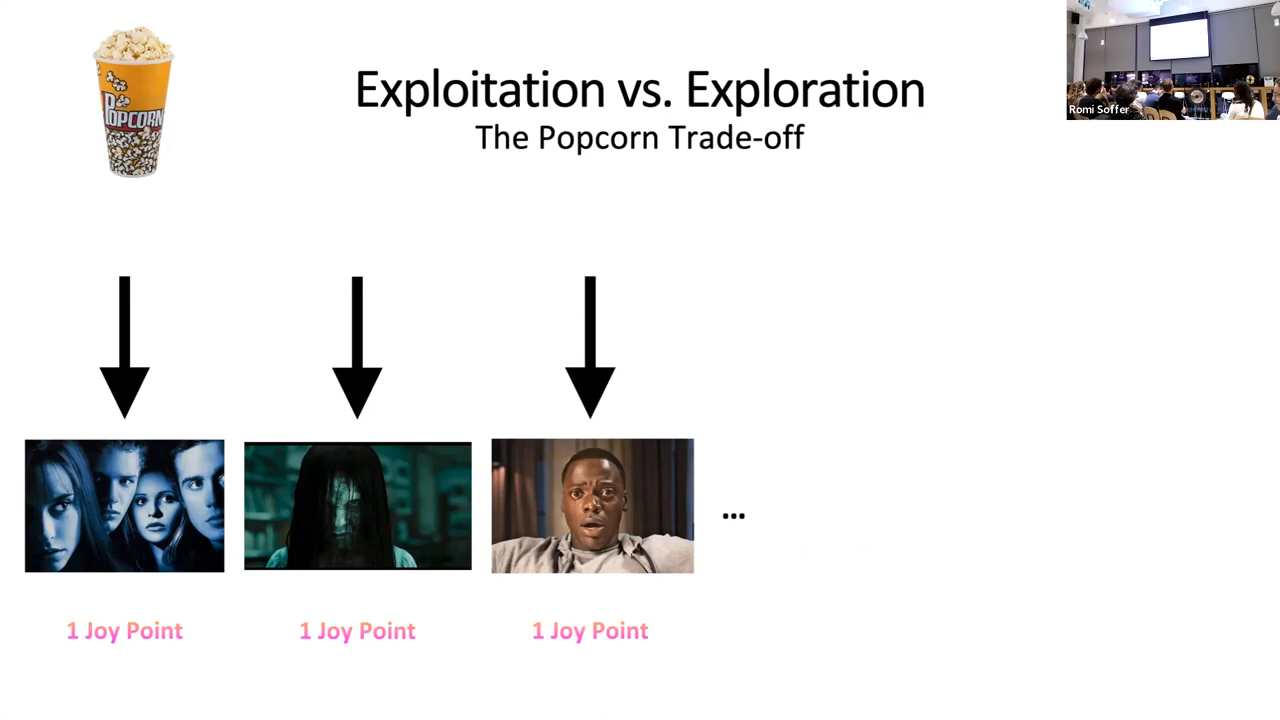 POPCORN
Exploitation vs. Exploration
The Popcorn Trade-off
Romi Soffer
...
1 Joy Point
1 Joy Point
1 Joy Point